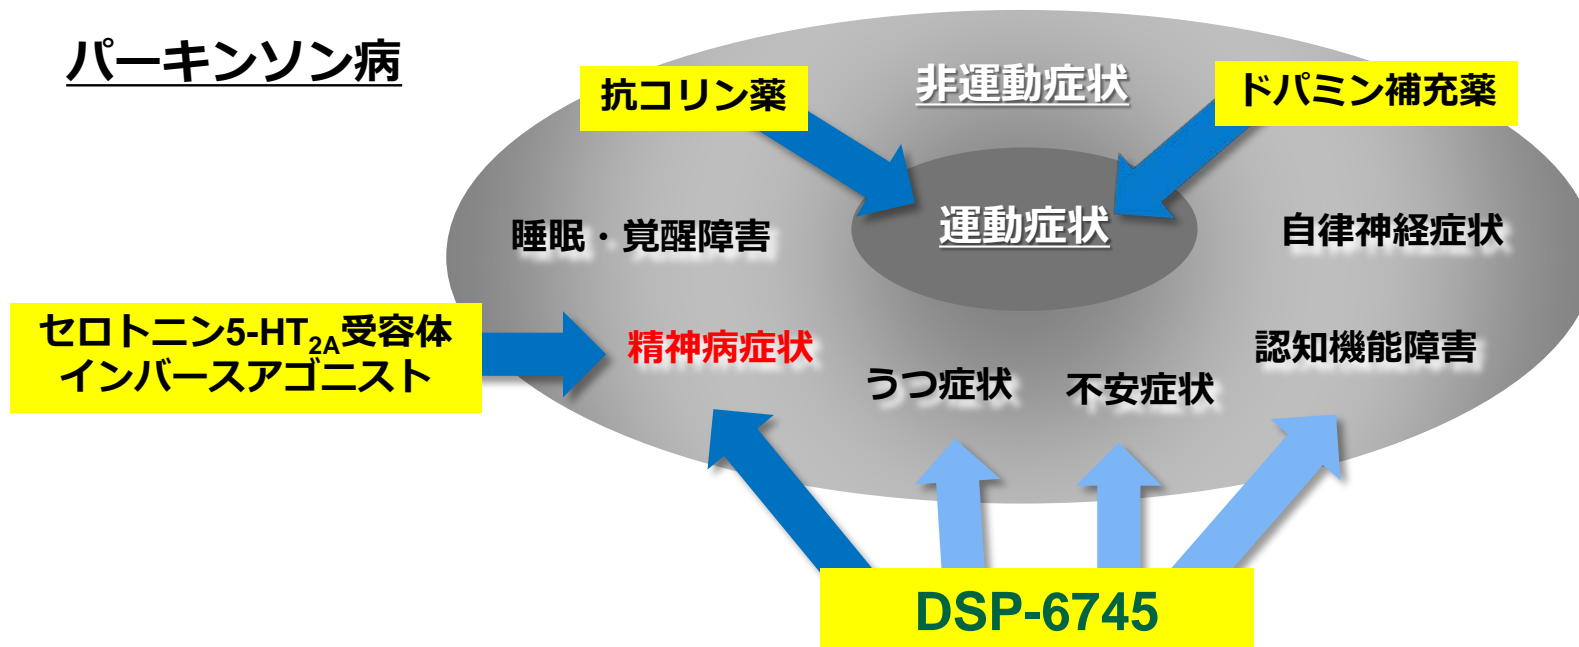 パーキンソン病
抗コリン薬
非運動症状
ドパミン補充薬
運動症状
睡眠・覚醒障害
自律神経症状
セロトニン5-HT2A受容体
インバースアゴニスト
精神病症状
うつ症状
不安症状
認知機能障害
DSP-6745